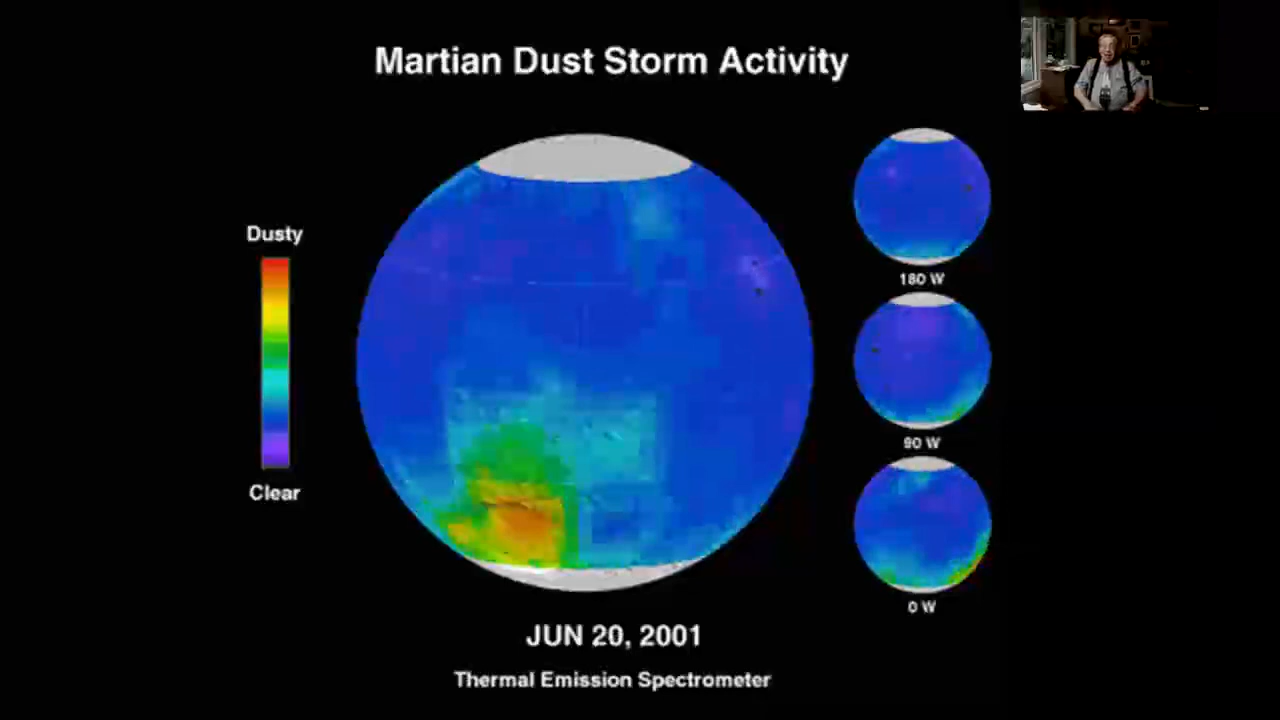 Martian Dust Storm Activity
Dusty
Clear
180 W
90 W
0 W
JUN 20, 2001
Thermal Emission Spectrometer